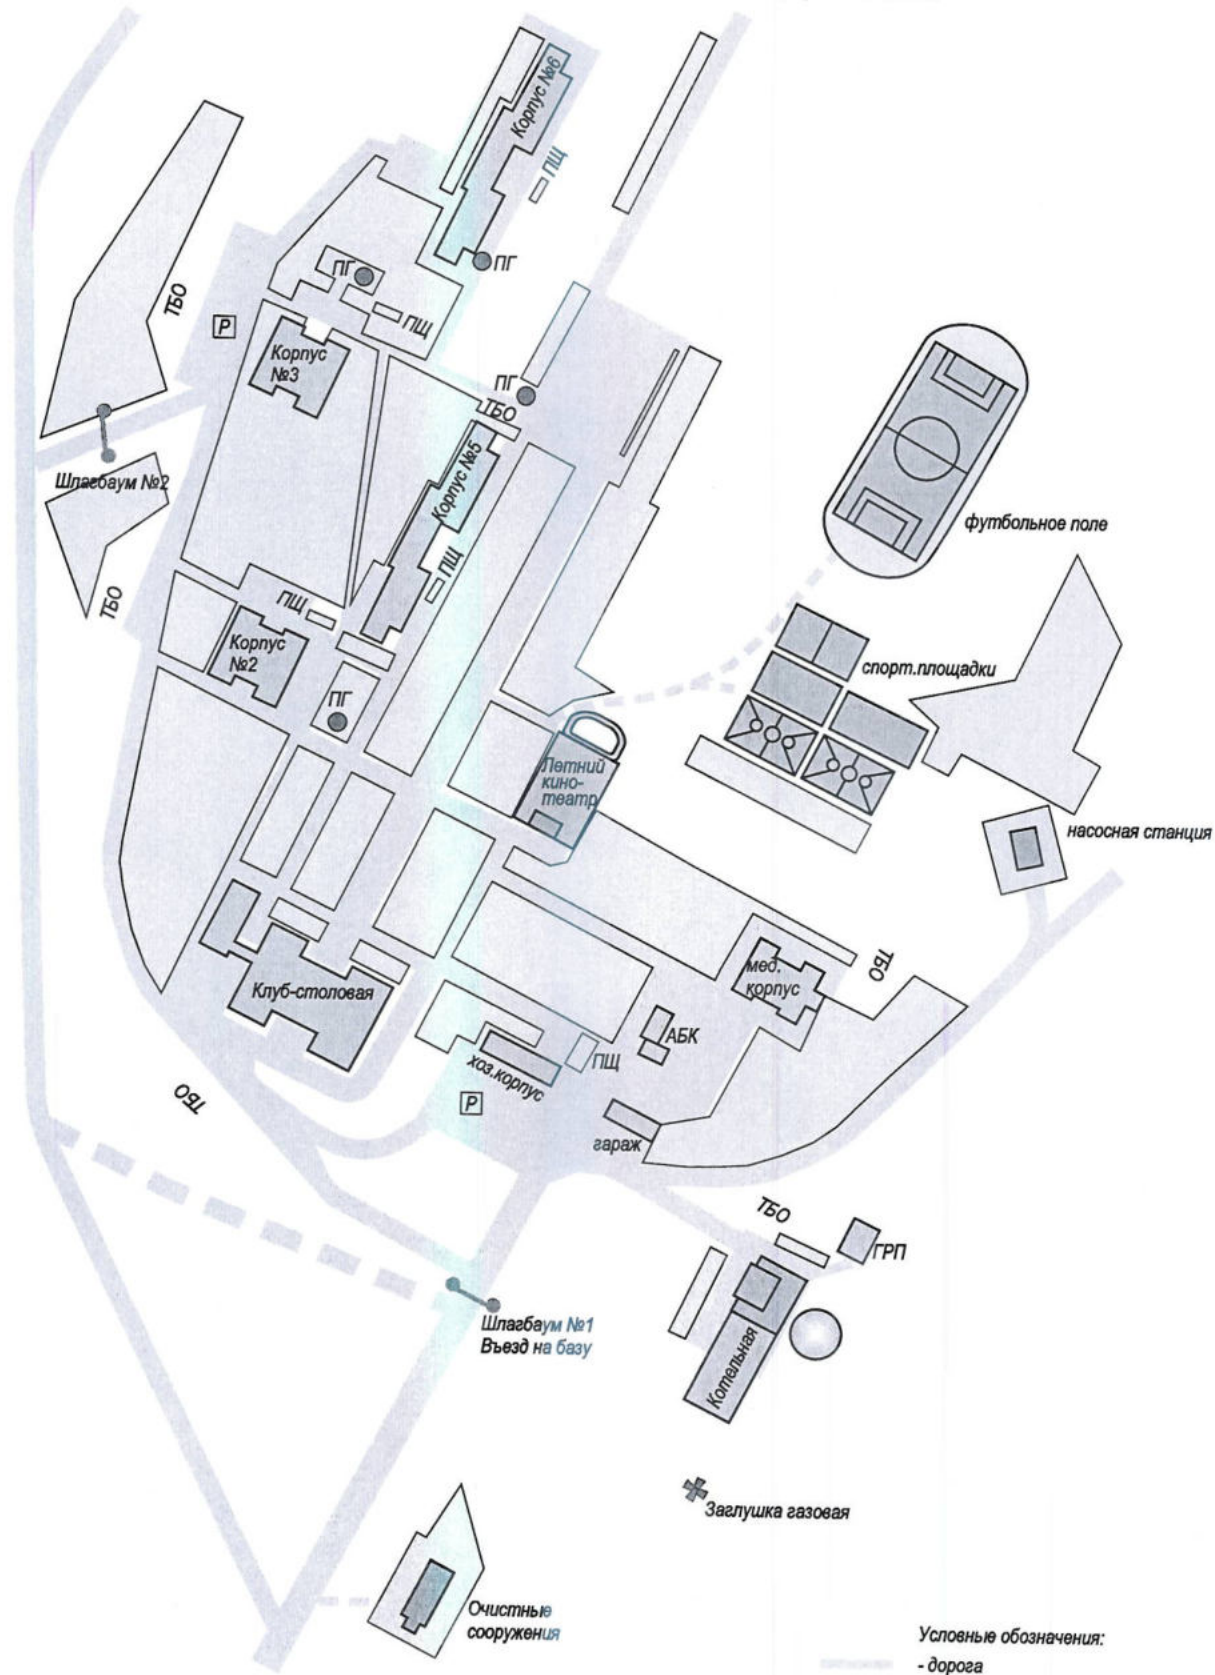 Корпус №6
ПЩ
ПГ
ПГ
ПЩ
ТБО
P
Корпус
№3
ПГ
ТБО
Корпус №5
Шлагбаум №2
футбольное поле
ПЩ
ТБО
ПЩ
Корпус
№2
спорт.площадки
ПГ
Летний
кино-
театр
насосная станция
ТБО
мед.
корпус
Клуб-столовая
АБК
ПЩ
хоз.корпус
P
ТБО
гараж
ТБО
ГРП
Шлагбаум №1
Въезд на базу
Котельная
Заглушка газовая
Очистные
сооружения
Условные обозначения:
- дорога